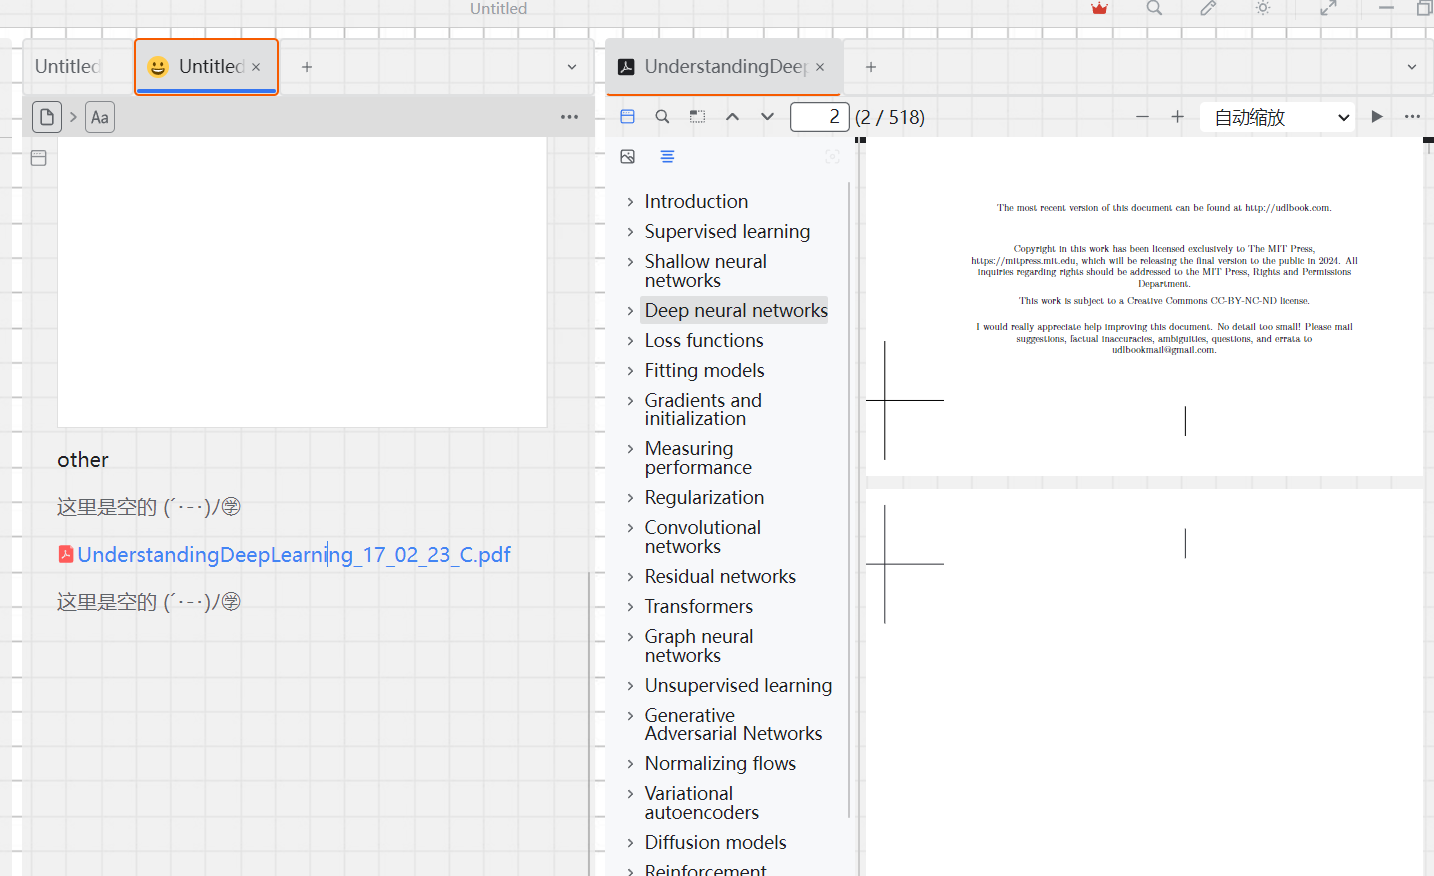 Untitled
Untitled
Untitled
UnderstandingDeep
Aa
2 (2 / 518)
自动缩放
other
这里是空的 (´･-･)ﾉ㊫
UnderstandingDeepLearning_17_02_23_C.pdf
这里是空的 (´･-･)ﾉ㊫
Introduction
Supervised learning
Shallow neural
networks
Deep neural networks
Loss functions
Fitting models
Gradients and
initialization
Measuring
performance
Regularization
Convolutional
networks
Residual networks
Transformers
Graph neural
networks
Unsupervised learning
Generative
Adversarial Networks
Normalizing flows
Variational
autoencoders
Diffusion models
Reinforcement
The most recent version of this document can be found at http://udlbook.com.
Copyright in this work has been licensed exclusively to The MIT Press,
https://mitpress.mit.edu, which will be releasing the final version to the public in 2024. All
inquiries regarding rights should be addressed to the MIT Press, Rights and Permissions
Department.
This work is subject to a Creative Commons CC-BY-NC-ND license.
I would really appreciate help improving this document. No detail too small! Please mail
suggestions, factual inaccuracies, ambiguities, questions, and errata to
udlbookmail@gmail.com.